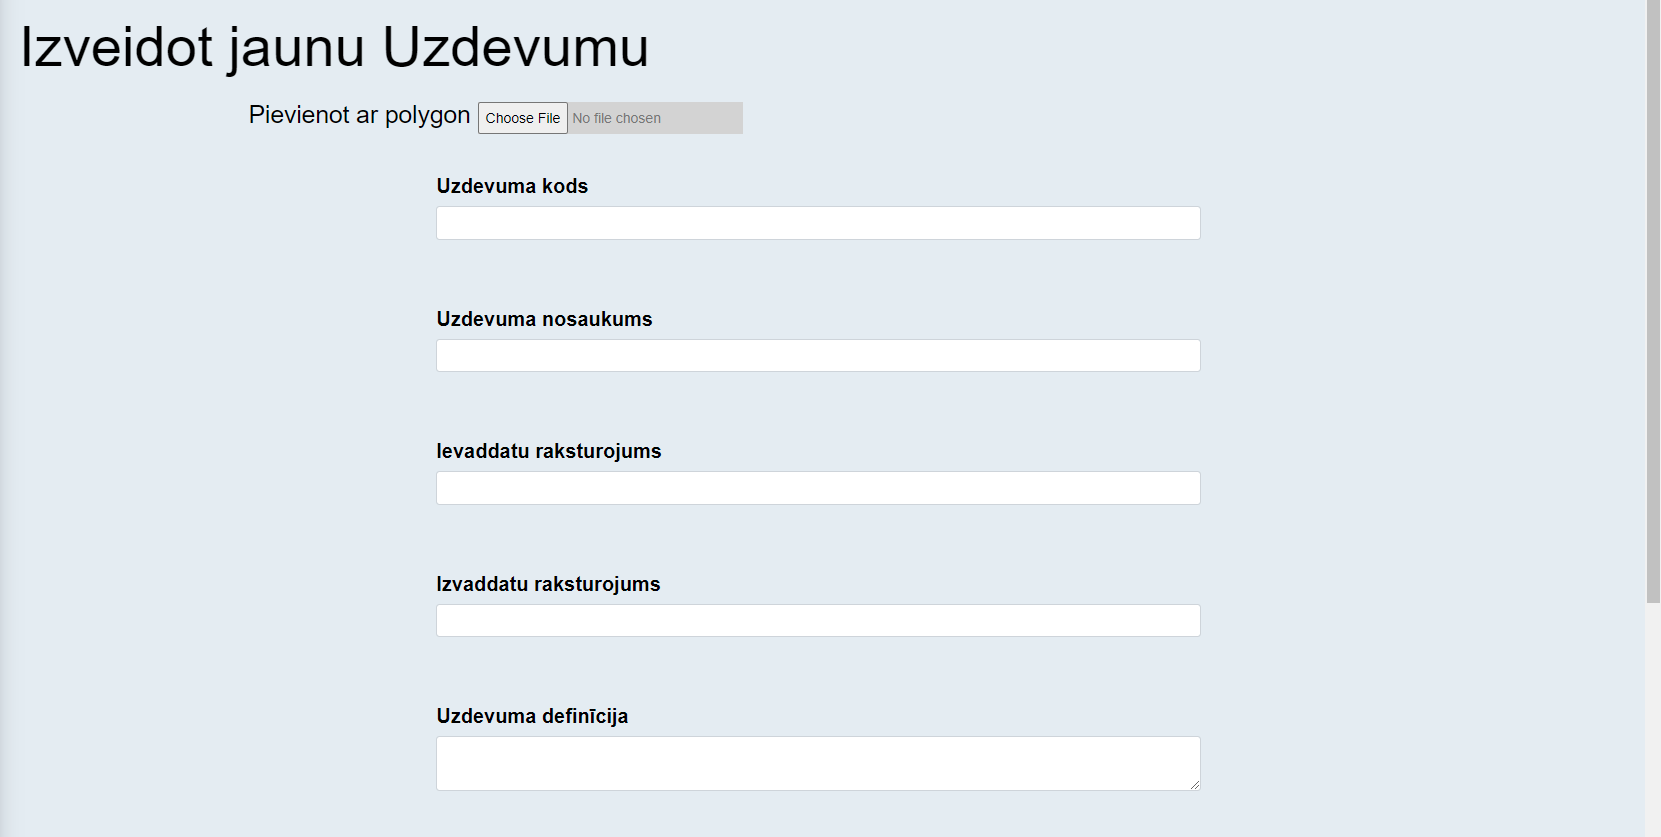 Izveidot jaunu Uzdevumu
Pievienot ar polygon Choose File No file chosen
Uzdevuma kods
Uzdevuma nosaukums
Ievaddatu raksturojums
Izvaddatu raksturojums
Uzdevuma definīcija